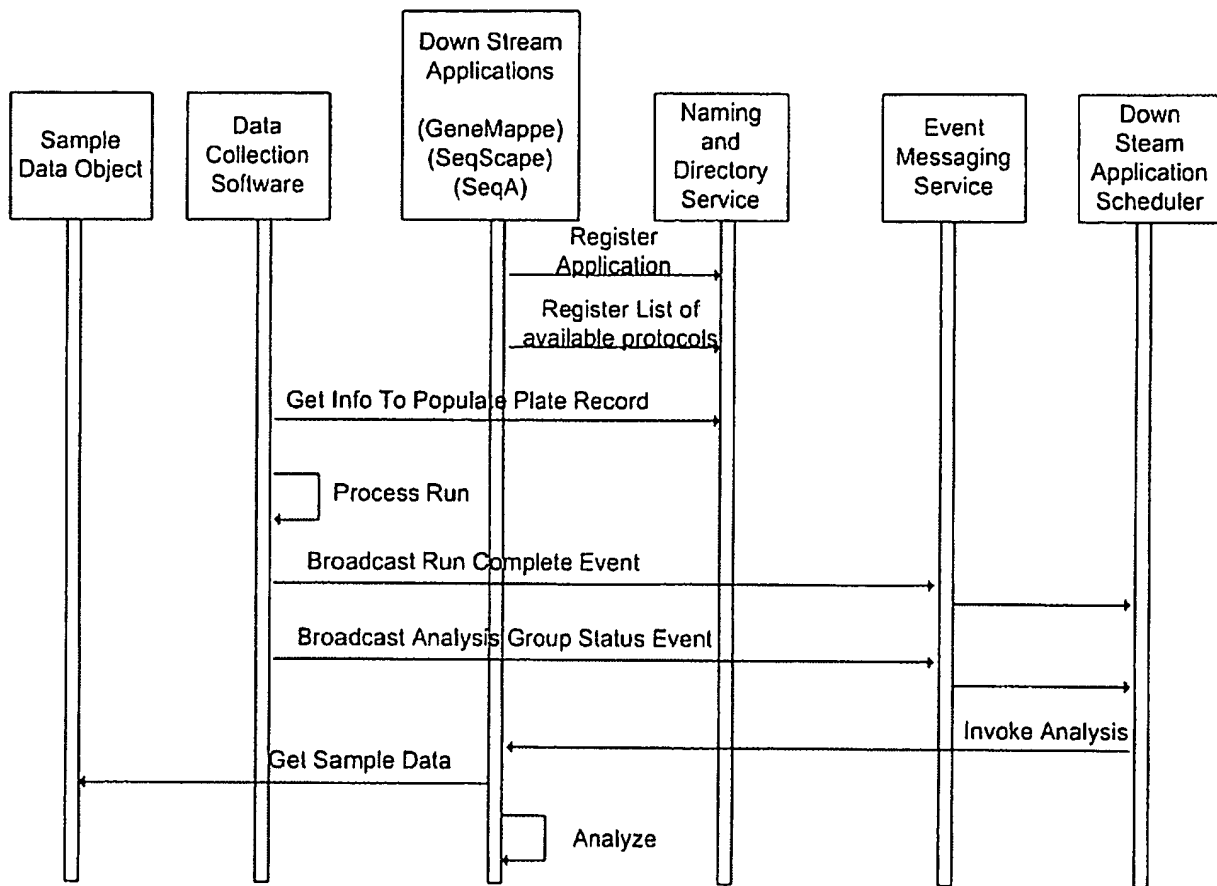 Sample
Data Object
Data
Collection
Software
Down Stream
Applications
(GeneMappe)
(SeqScape)
(SeqA)
Naming
and
Directory
Service
Event
Messaging
Service
Down
Steam
Application
Scheduler
Register
Application
Register List of
available protocols
Get Info To Populate Plate Record
Process Run
Broadcast Run Complete Event
Broadcast Analysis Group Status Event
Invoke Analysis
Get Sample Data
Analyze